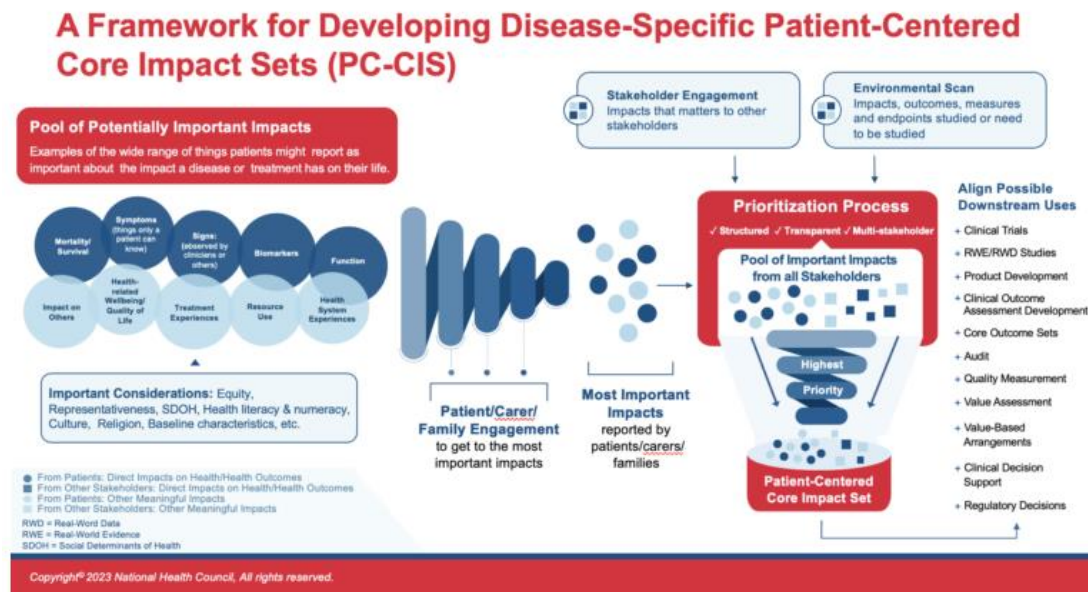 A Framework for Developing Disease-Specific Patient-Centered
Core Impact Sets (PC-CIS)
Pool of Potentially Important Impacts
Examples of the wide range of things patients might report as
important about the impact a disease or treatment has on their life.
Mortality/
Survival
Symptoms
(things only a
patient can
know)
Signs:
(observed by
clinicians or
others)
Biomarkers
Function
Impact on
Others
Health-
related
Wellbeing/
Quality of
Life
Treatment
Experiences
Resource
Use
Health
System
Experiences
Important Considerations: Equity,
Representativeness, SDOH, Health literacy & numeracy,
Culture, Religion, Baseline characteristics, etc.
Patient/Carer/
Family Engagement
to get to the most
important impacts
Most Important
Impacts
reported by
patients/carers/
families
Stakeholder Engagement
Impacts that matters to other
stakeholders
Environmental Scan
Impacts, outcomes, measures
and endpoints studied or need
to be studied
Prioritization Process
✓ Structured ✓ Transparent ✓ Multi-stakeholder
Pool of Important Impacts
from all Stakeholders
Highest
Priority
Patient-Centered
Core Impact Set
Align Possible
Downstream Uses
+ Clinical Trials
+ RWE/RWD Studies
+ Product Development
+ Clinical Outcome
Assessment Development
+ Core Outcome Sets
+ Audit
+ Quality Measurement
+ Value Assessment
+ Value-Based
Arrangements
+ Clinical Decision
Support
+ Regulatory Decisions
From Patients: Direct Impacts on Health/Health Outcomes
From Other Stakeholders: Direct Impacts on Health/Health Outcomes
From Patients: Other Meaningful Impacts
From Other Stakeholders: Other Meaningful Impacts
RWD = Real-Word Data
RWE = Real-World Evidence
SDOH = Social Determinants of Health
Copyright© 2023 National Health Council, All rights reserved.